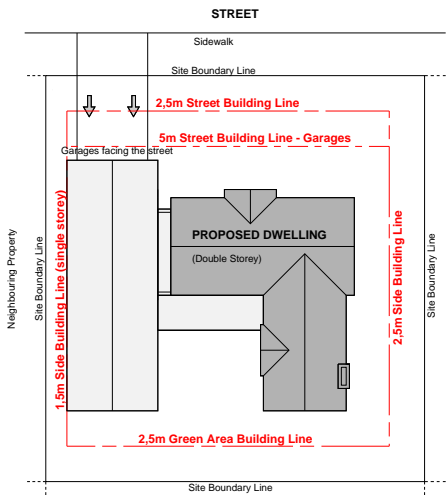 STREET
Sidewalk
Site Boundary Line
2,5m Street Building Line
5m Street Building Line - Garages
Garages facing the street
Neighbouring Property
Site Boundary Line
1,5m Side Building Line (single storey)
PROPOSED DWELLING
(Double Storey)
2,5m Side Building Line
Site Boundary Line
2,5m Green Area Building Line
Site Boundary Line